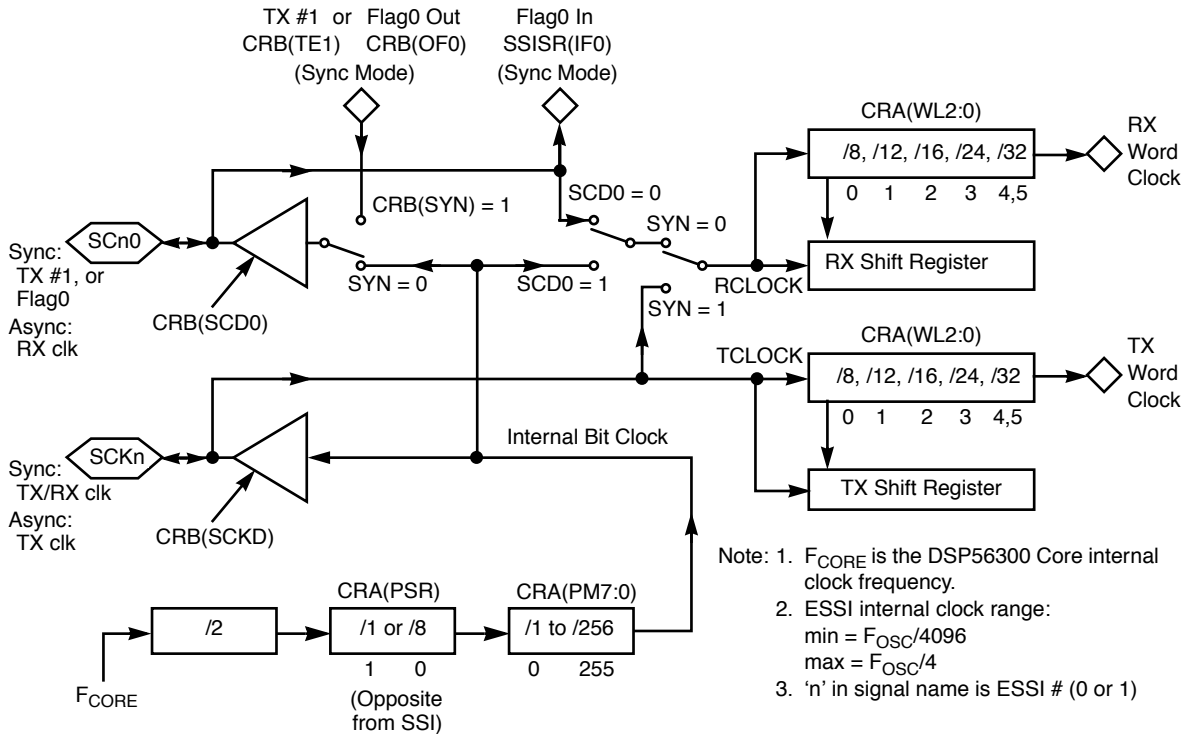 TX #1 or Flag0 Out
CRB(TE1) CRB(OF0)
(Sync Mode)
Flag0 In
SSISR(IF0)
(Sync Mode)
CRA(WL2:0)
/8, /12, /16, /24, /32
0 1 2 3 4,5
RX
Word
Clock
SCD0 = 0
CRB(SYN) = 1
SYN = 0
SCn0
Sync:
TX #1, or
Flag0
Async:
RX clk
CRB(SCD0)
SYN = 0
SCD0 = 1
RCLOCK
RX Shift Register
SYN = 1
TCLOCK
CRA(WL2:0)
/8, /12, /16, /24, /32
0 1 2 3 4,5
TX
Word
Clock
Internal Bit Clock
SCKn
Sync:
TX/RX clk
Async:
TX clk
CRB(SCKD)
TX Shift Register
CRA(PSR)
CRA(PM7:0)
/2
/1 or /8
/1 to /256
1 0
0 255
(Opposite
from SSI)
FCORE
Note: 1. FCORE is the DSP56300 Core internal
clock frequency.
2. ESSI internal clock range:
min = FOSC/4096
max = FOSC/4
3. ‘n’ in signal name is ESSI # (0 or 1)